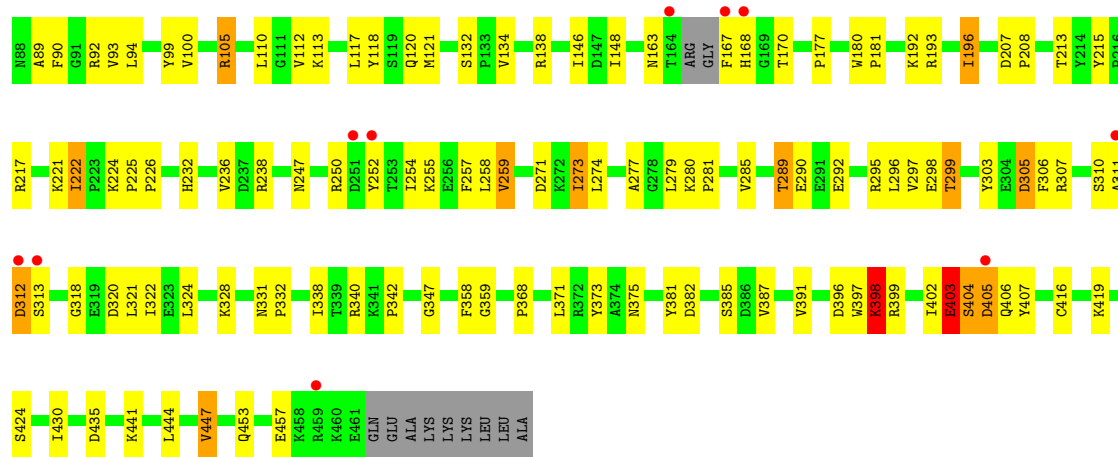 N88 A89 F90 G91 R92 V93 L94 Y99 V100 R105 L110 G111 V112 K113 L117 Y118 S119 Q120 M121 S132 P133 V134 R138 I146 D147 I148 N163 T164 ARG GLY F167 H168 G169 T170 P177 W180 P181 K192 R193 I196 D207 P208 T213 Y214 Y215 P216
R217 K221 I222 P223 K224 P225 P226 H232 V236 D237 R238 N247 R250 D251 Y252 T253 I254 K255 E256 F257 L258 V259 D271 K272 I273 L274 A277 G278 L279 K280 P281 V285 T289 E290 E291 E292 R295 L296 V297 E298 T299 Y303 E304 D305 F306 R307 S310 A311
D312 S313 G318 E319 D320 L321 I322 E323 L324 K328 N331 P332 I338 T339 R340 K341 P342 G347 F358 G359 P368 L371 R372 Y373 A374 N375 Y381 D382 S385 D386 V387 V391 D396 W397 K398 R399 I402 E403 S404 D405 Q406 Y407 C416 K419
S424 I430 D435 K441 L444 V447 Q453 E457 K458 R459 K460 E461 GLN GLU ALA LYS LYS LYS LEU LEU ALA